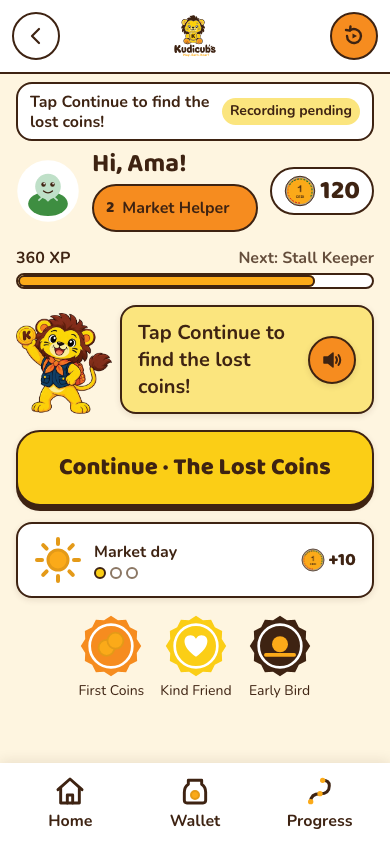 Kudicubs
Tap Continue to find the
lost coins!
Recording pending
Hi, Ama!
2 Market Helper
1
120
360 XP
Next: Stall Keeper
K
Tap Continue to
find the lost
coins!
Continue · The Lost Coins
Market day
1
+10
First Coins
Kind Friend
Early Bird
Home
Wallet
Progress